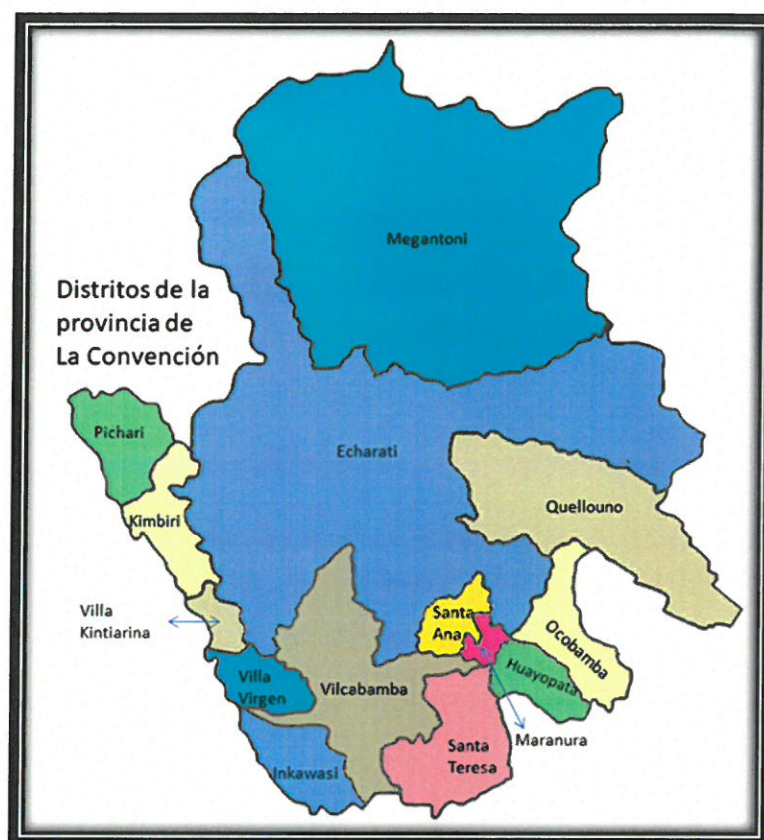 Megantoni
Distritos de la
provincia de
La Convención
Pichari
Echarati
Quellouno
Kimbiri
Villa
Kintiarina
Santa
Ana
Ocobamba
Huayopata
Villa
Virgen
Vilcabamba
Maranura
Santa
Teresa
Inkawasi